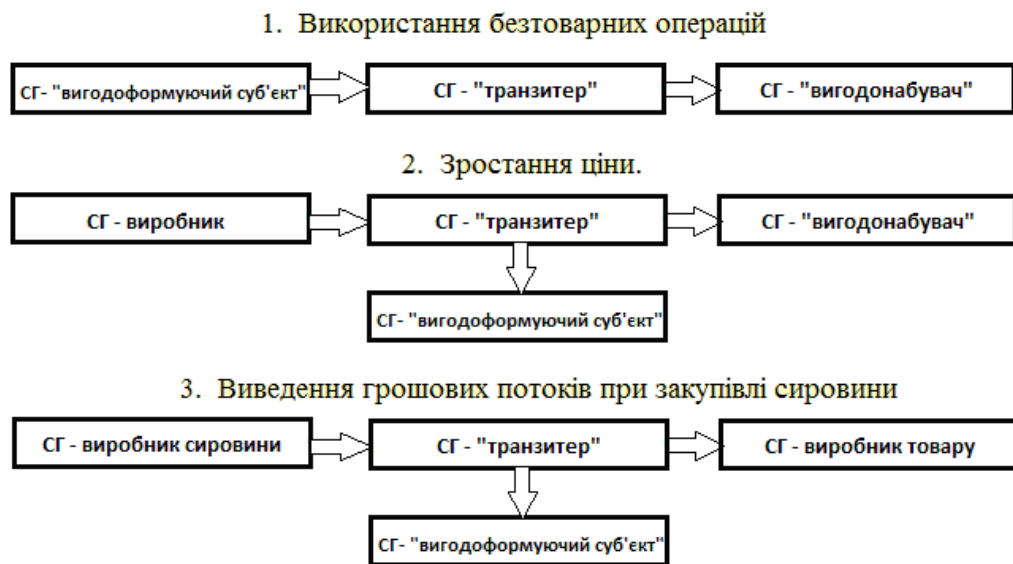 1. Використання безтоварних операцій
СГ- "вигодоформуючий суб'єкт"
СГ - "транзитер"
СГ - "вигодонабувач"
2. Зростання ціни.
СГ - виробник
СГ - "транзитер"
СГ - "вигодонабувач"
СГ- "вигодоформуючий суб'єкт"
3. Виведення грошових потоків при закупівлі сировини
СГ - виробник сировини
СГ - "транзитер"
СГ - виробник товару
СГ- "вигодоформуючий суб'єкт"